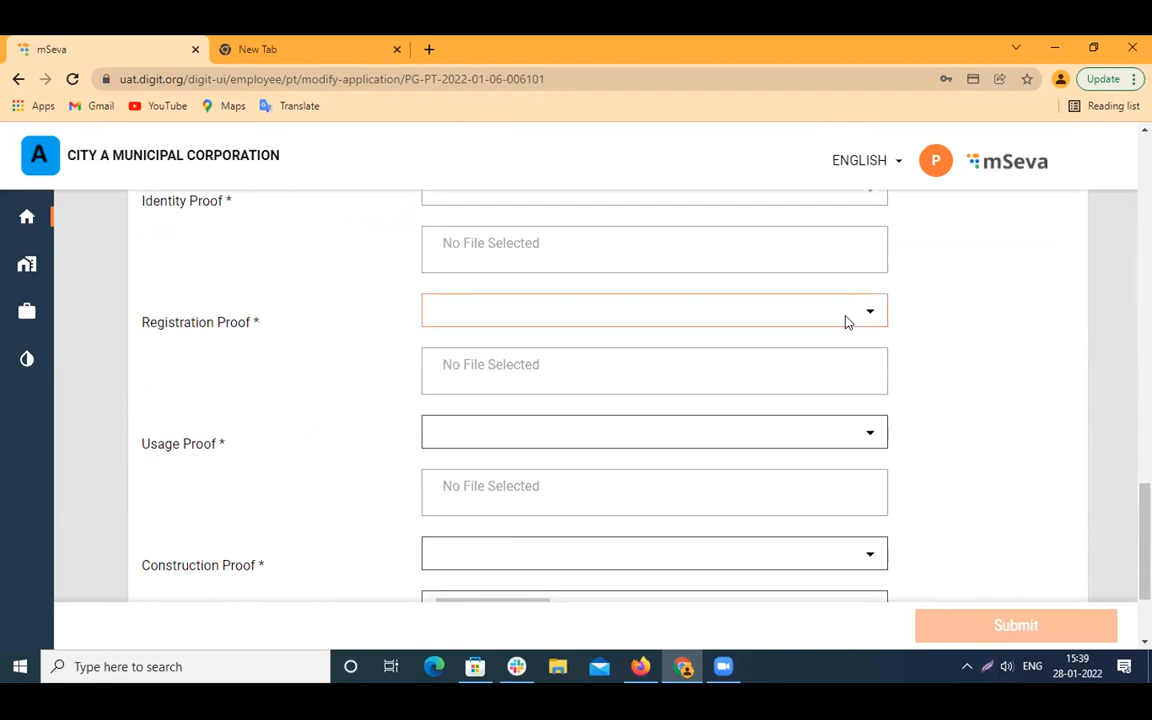 mSeva
New Tab
uat.digit.org/digit-ui/employee/pt/modify-application/PG-PT-2022-01-06-006101
Update
Apps
Gmail
YouTube
Maps
Translate
Reading list
A
CITY A MUNICIPAL CORPORATION
ENGLISH
P
mSeva
Identity Proof *
No File Selected
Registration Proof *
No File Selected
Usage Proof *
No File Selected
Construction Proof *
Submit
Type here to search
ENG
15:39
28-01-2022